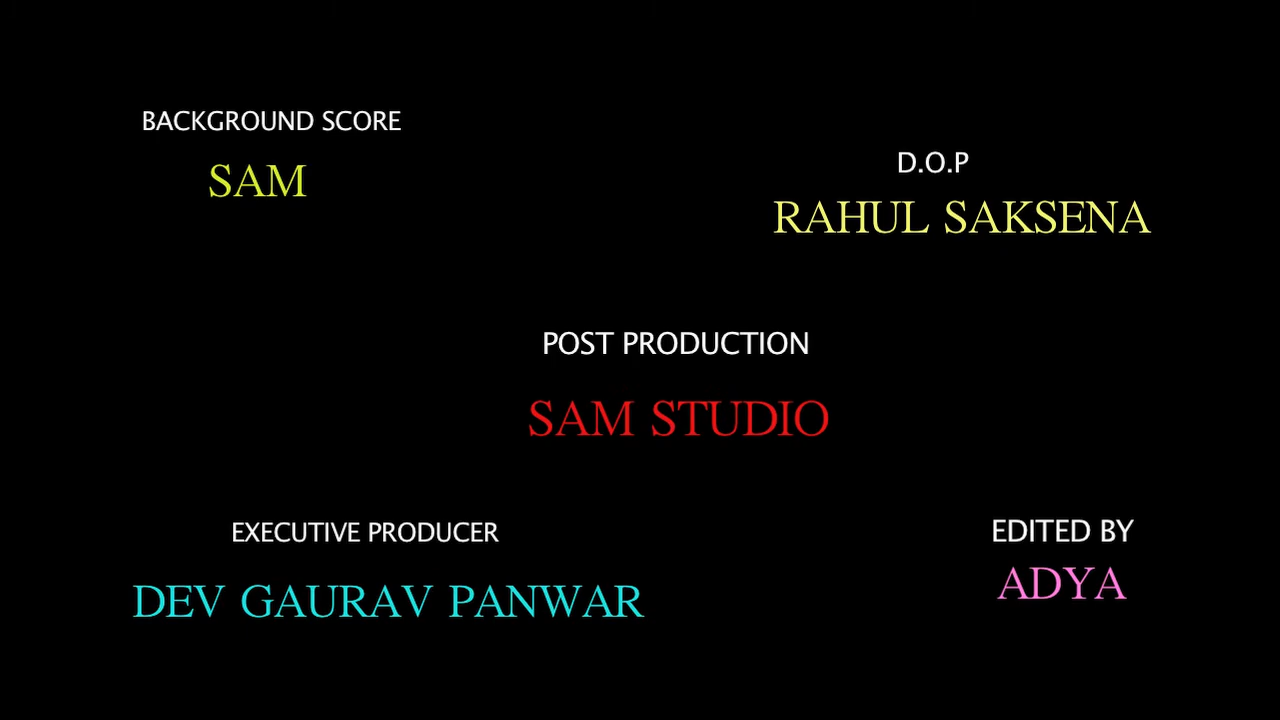 BACKGROUND SCORE
SAM
D.O.P
RAHUL SAKSENA
POST PRODUCTION
SAM STUDIO
EXECUTIVE PRODUCER
DEV GAURAV PANWAR
EDITED BY
ADYA